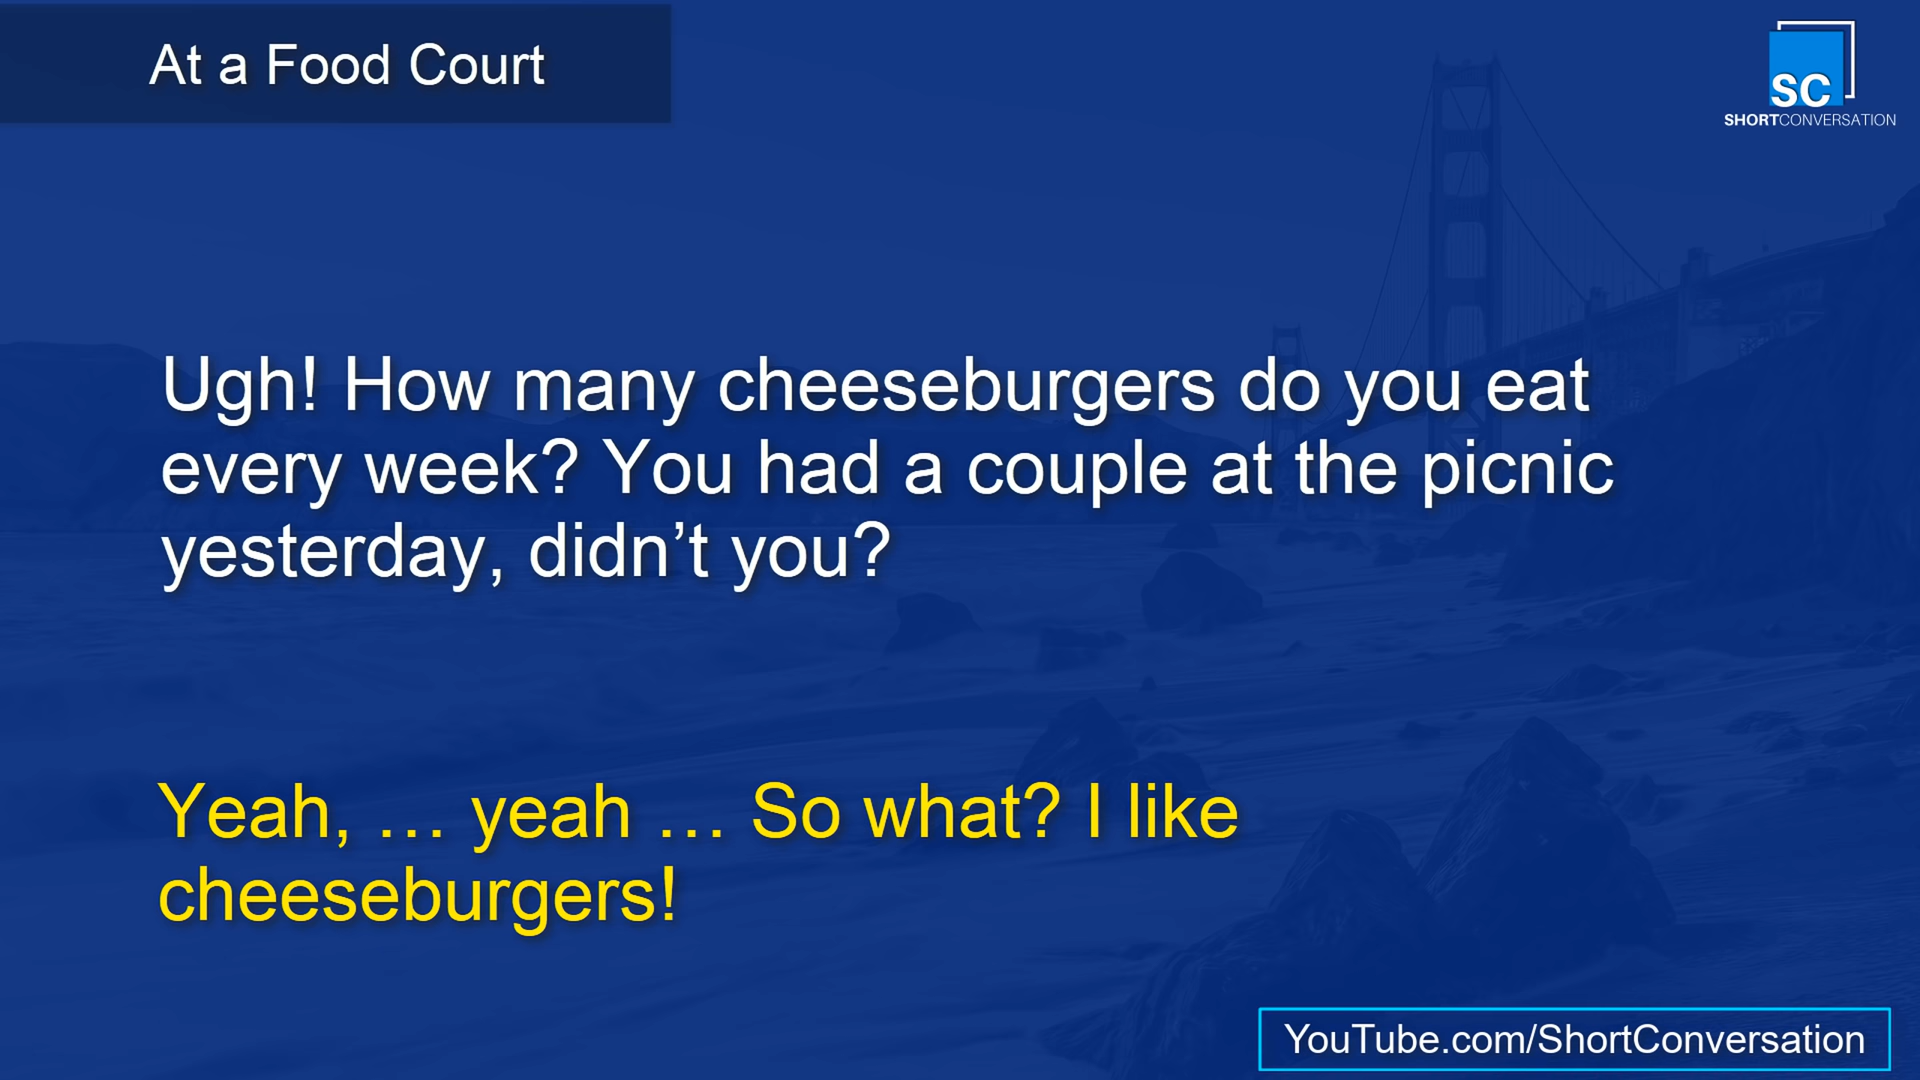 At a Food Court
SC
SHORTCONVERSATION
Ugh! How many cheeseburgers do you eat
every week? You had a couple at the picnic
yesterday, didn’t you?
Yeah, … yeah … So what? I like
cheeseburgers!
YouTube.com/ShortConversation